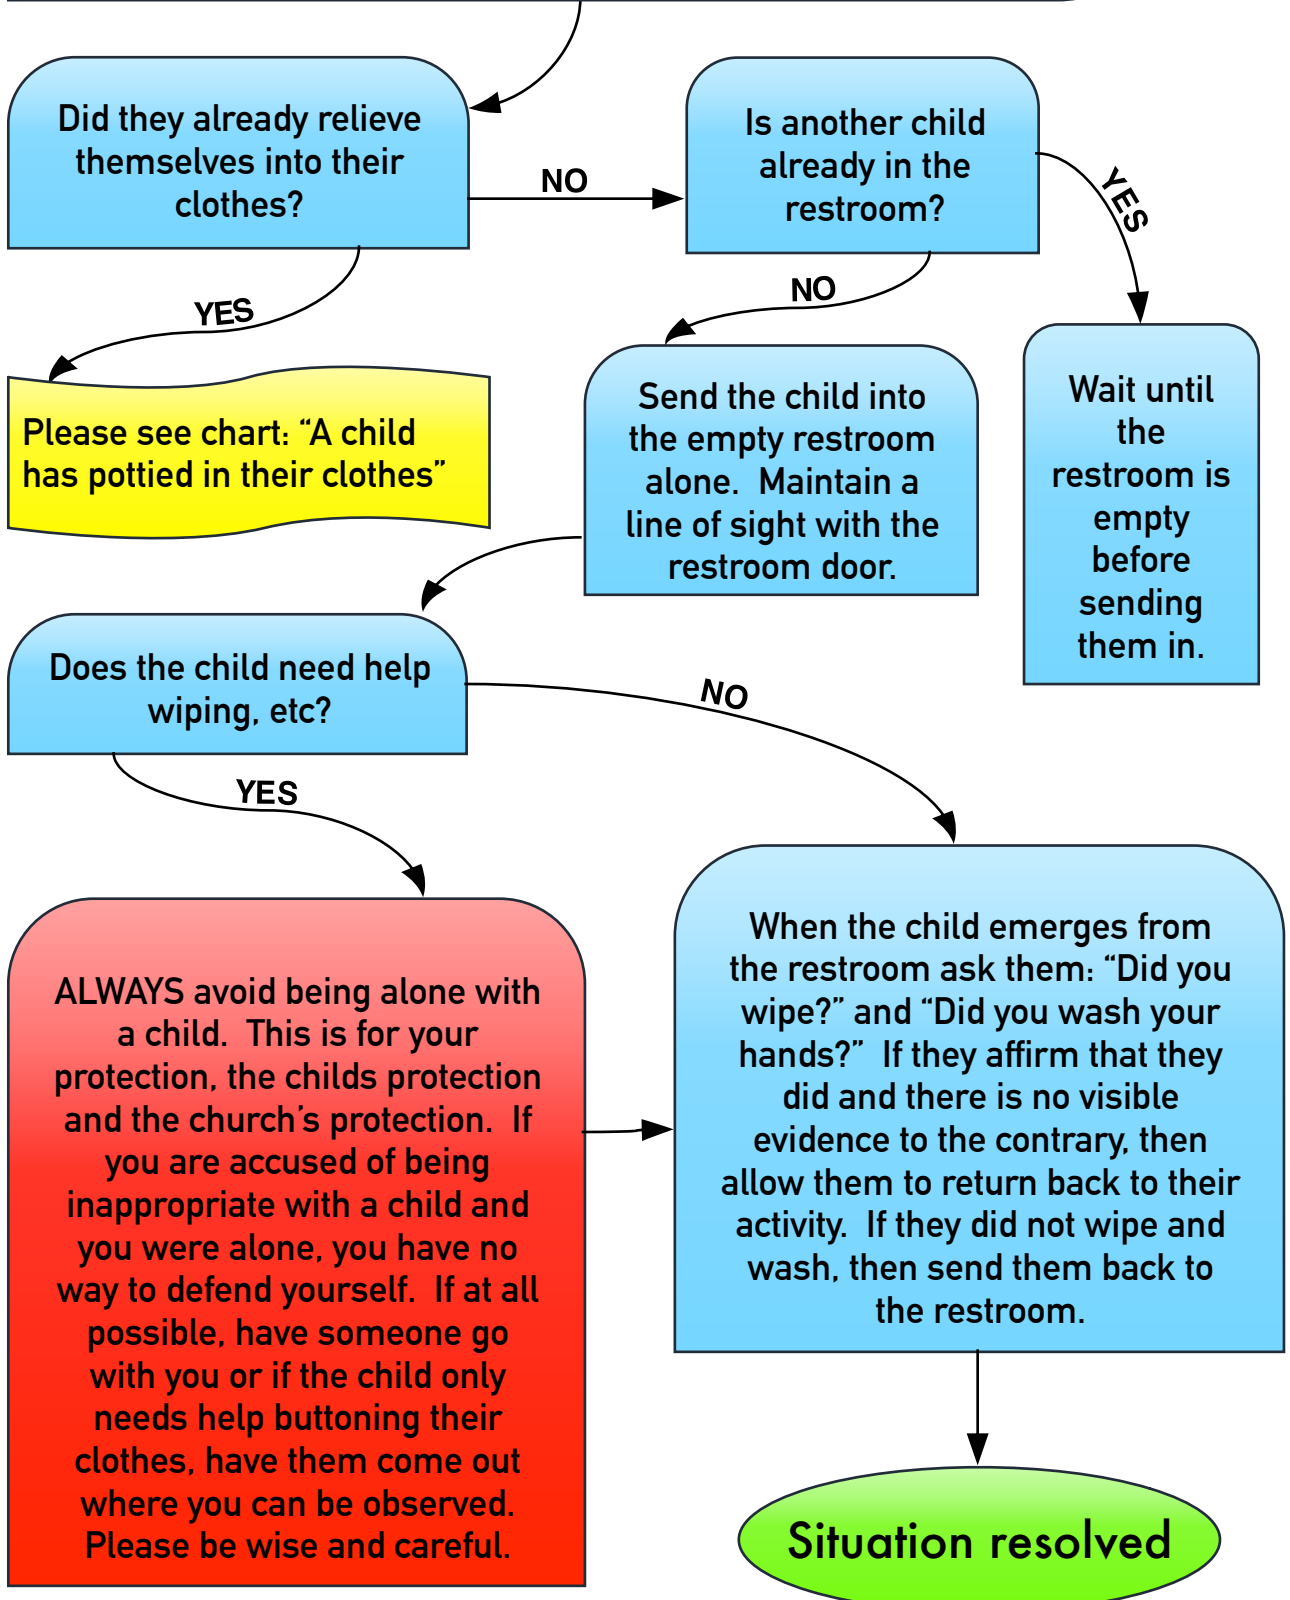 Did they already relieve
themselves into their
clothes?
NO
Is another child
already in the
restroom?
YES
YES
NO
Please see chart: “A child
has pottied in their clothes”
Send the child into
the empty restroom
alone.  Maintain a
line of sight with the
restroom door.
Wait until
the
restroom is
empty
before
sending
them in.
Does the child need help
wiping, etc?
NO
YES
ALWAYS avoid being alone with
a child.  This is for your
protection, the childs protection
and the church’s protection.  If
you are accused of being
inappropriate with a child and
you were alone, you have no
way to defend yourself.  If at all
possible, have someone go
with you or if the child only
needs help buttoning their
clothes, have them come out
where you can be observed.
Please be wise and careful.
When the child emerges from
the restroom ask them: “Did you
wipe?” and “Did you wash your
hands?”  If they affirm that they
did and there is no visible
evidence to the contrary, then
allow them to return back to their
activity.  If they did not wipe and
wash, then send them back to
the restroom.
Situation resolved